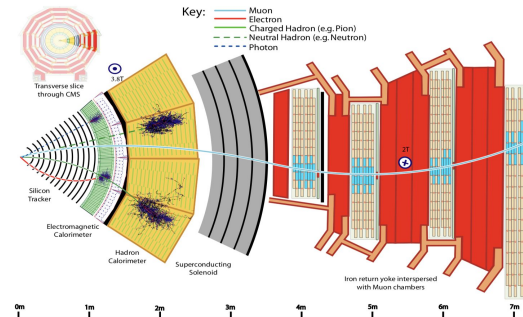 Key:
Muon
Electron
Charged Hadron (e.g. Pion)
Neutral Hadron (e.g. Neutron)
Photon
Transverse slice
through CMS
3.8T
2T
Silicon
Tracker
Electromagnetic
Calorimeter
Hadron
Calorimeter
Superconducting
Solenoid
Iron return yoke interspersed
with Muon chambers
0m 1m 2m 3m 4m 5m 6m 7m